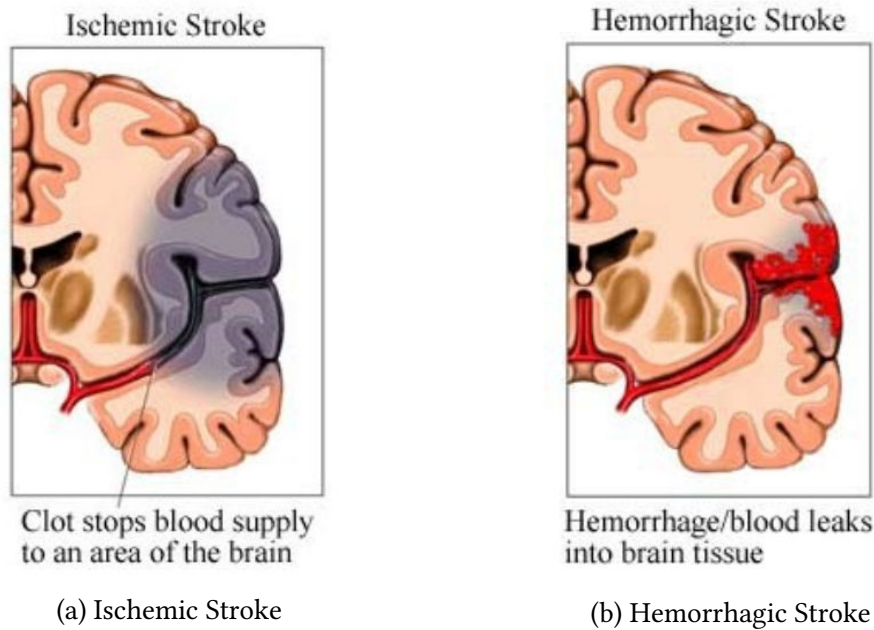 Ischemic Stroke
Hemorrhagic Stroke
Clot stops blood supply
to an area of the brain
Hemorrhage/blood leaks
into brain tissue
(a) Ischemic Stroke
(b) Hemorrhagic Stroke